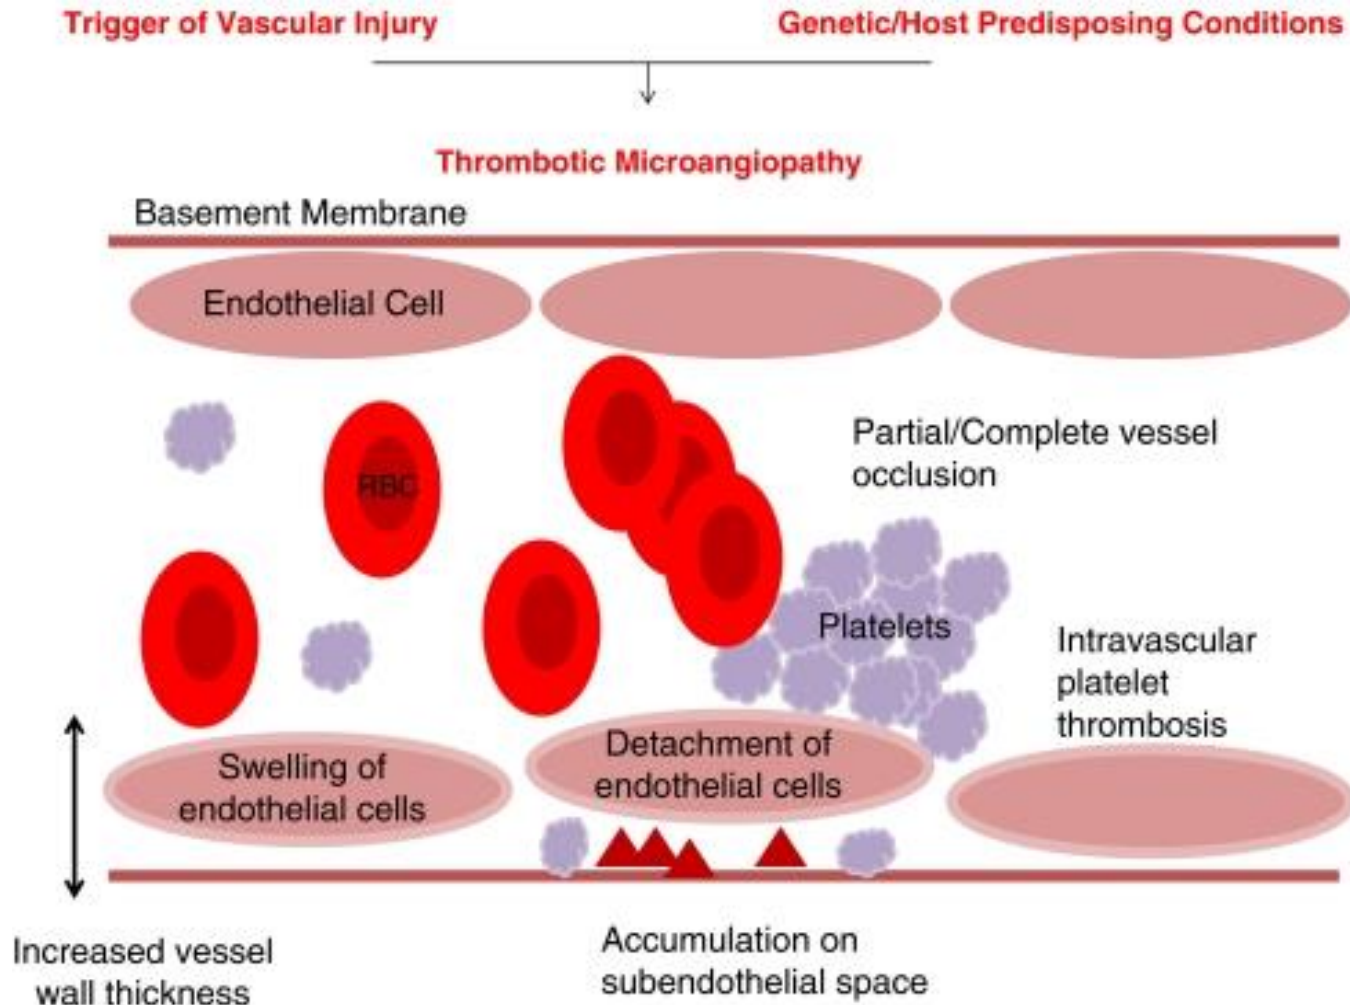 Trigger of Vascular Injury
Genetic/Host Predisposing Conditions
Thrombotic Microangiopathy
Basement Membrane
Endothelial Cell
RBC
Partial/Complete vessel
occlusion
Platelets
Intravascular
platelet
thrombosis
Swelling of
endothelial cells
Detachment of
endothelial cells
Increased vessel
wall thickness
Accumulation on
subendothelial space